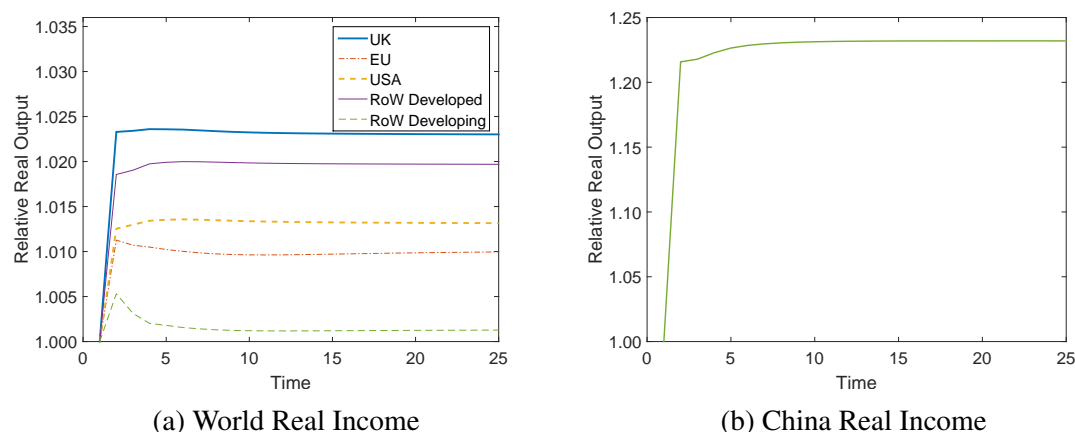 1.035
1.030
1.025
1.020
1.015
1.010
1.005
1.000
Relative Real Output
0 5 10 15 20 25
Time
UK
EU
USA
RoW Developed
RoW Developing
(a) World Real Income
1.25
1.20
1.15
1.10
1.05
1.00
Relative Real Output
0 5 10 15 20 25
Time
(b) China Real Income